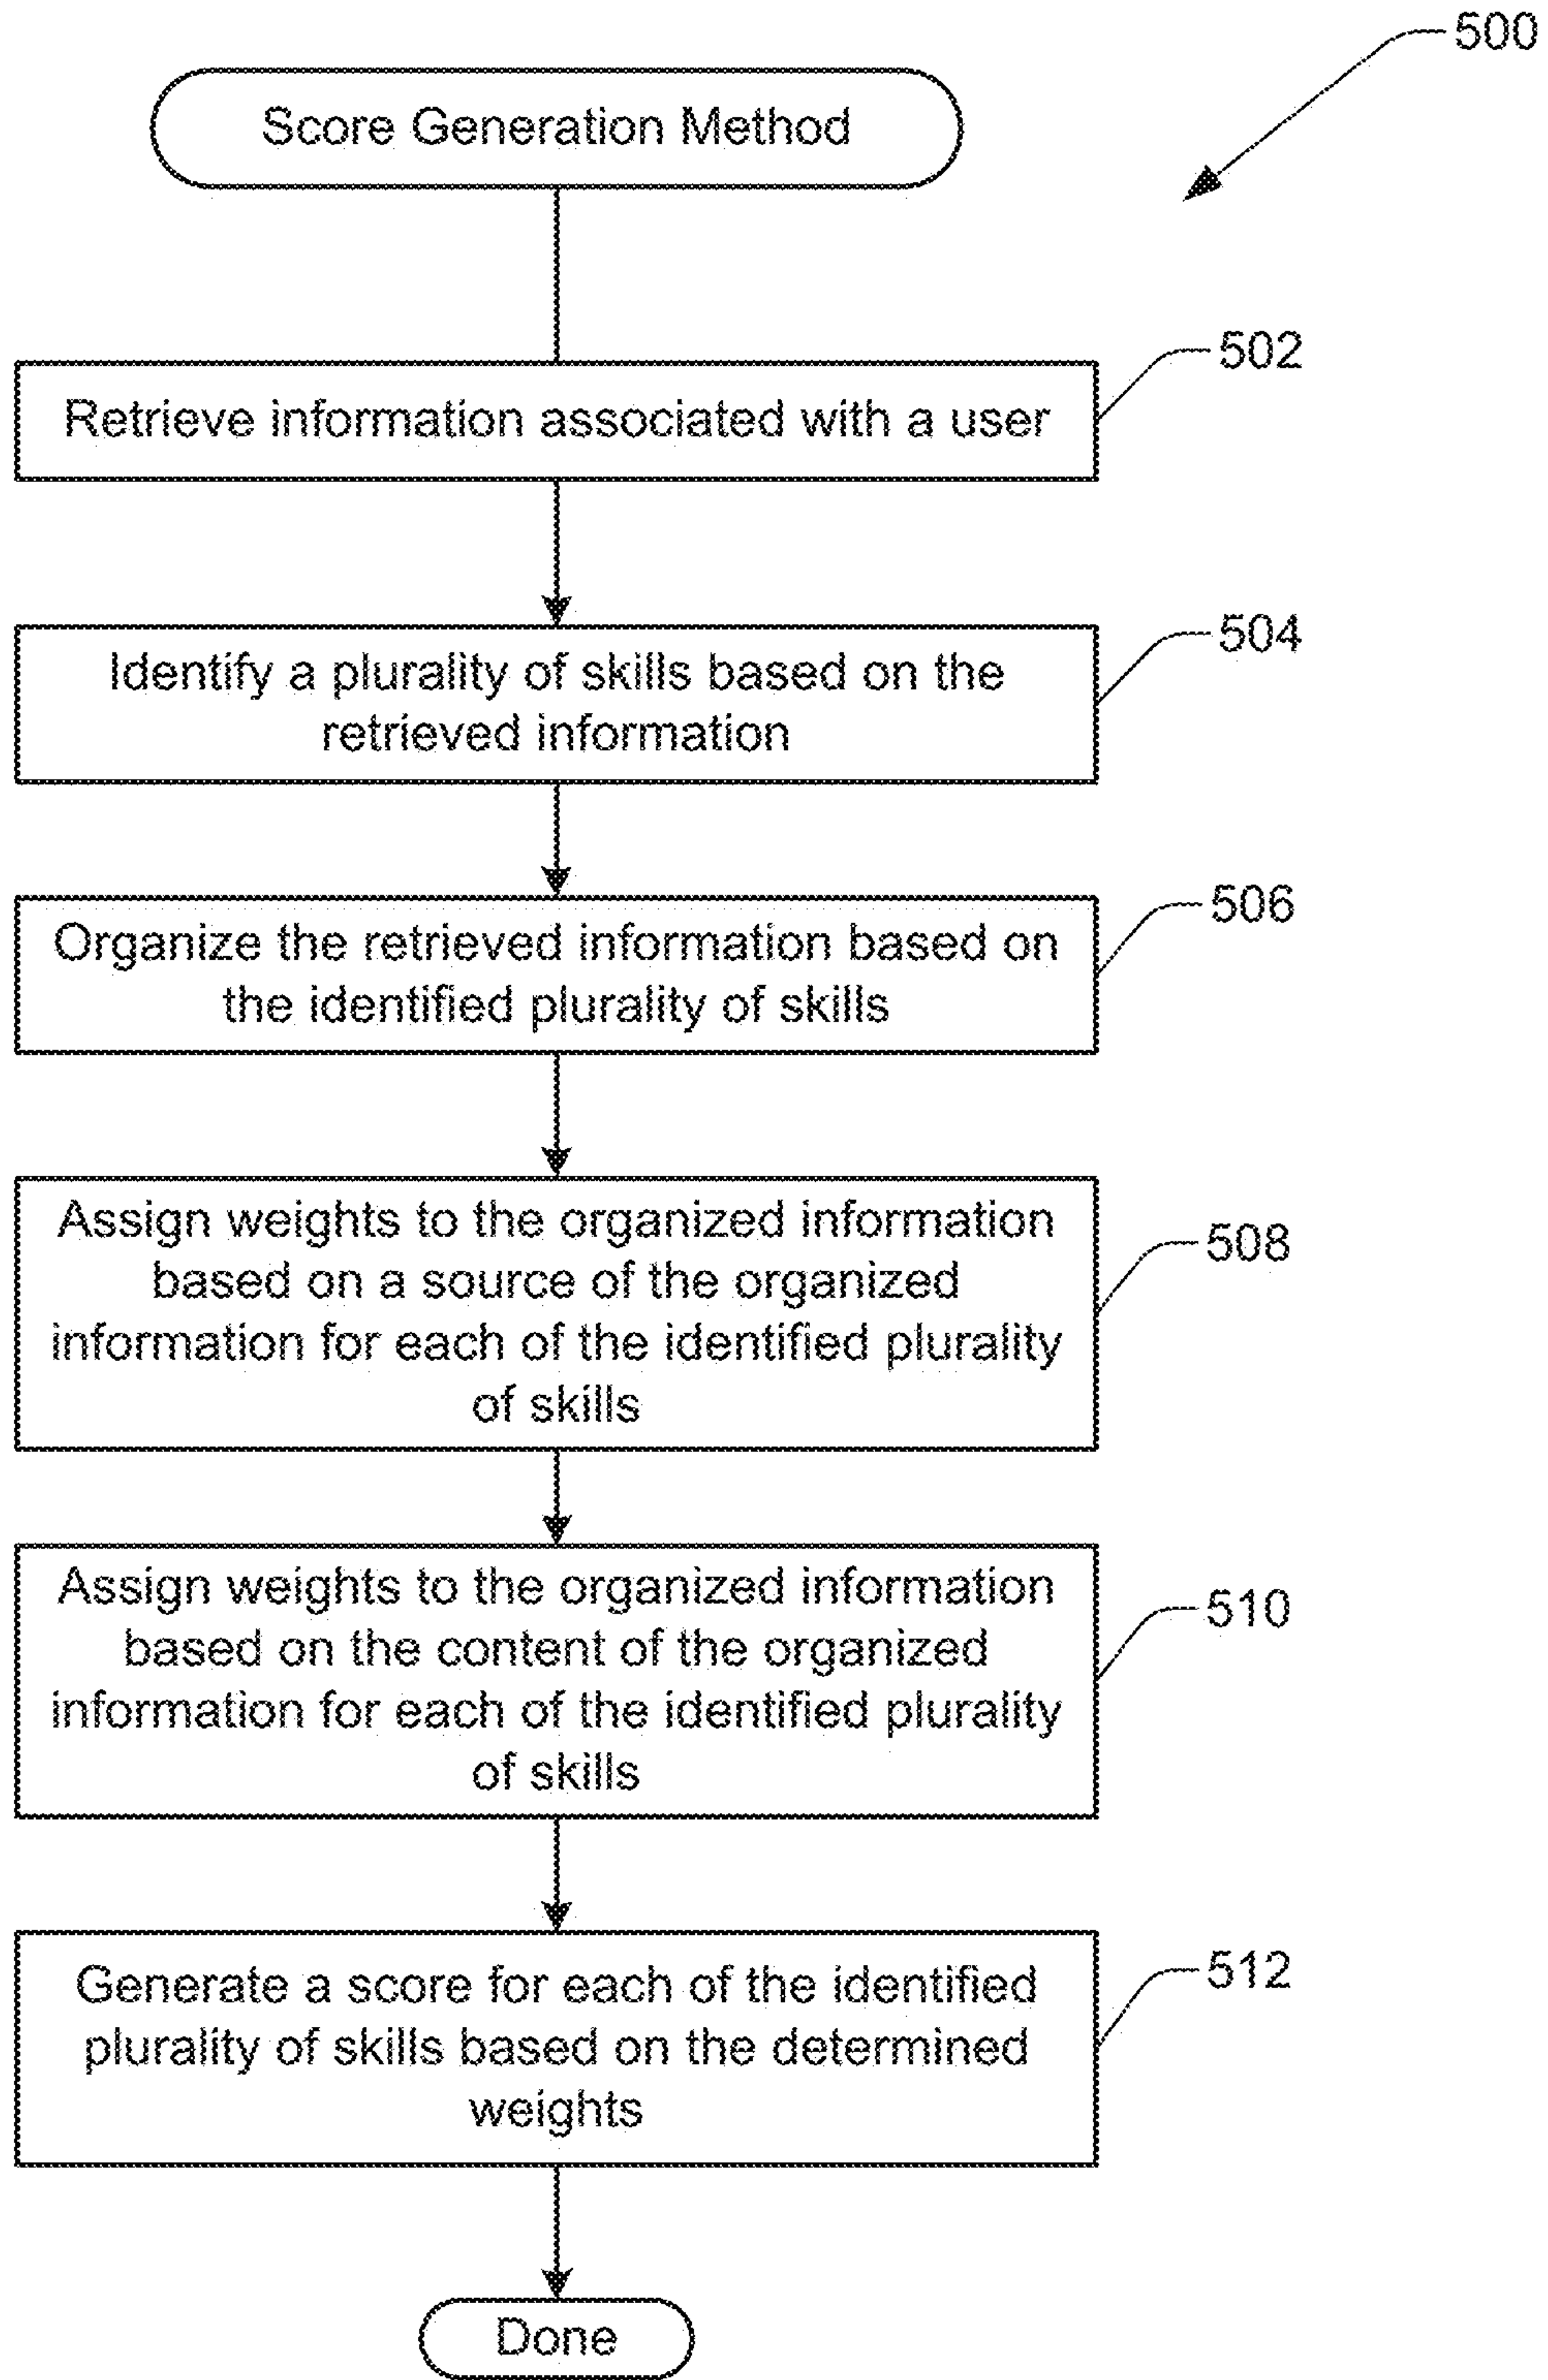 500
Score Generation Method
502
Retrieve information associated with a user
504
Identify a plurality of skills based on the
retrieved information
506
Organize the retrieved information based on
the identified plurality of skills
508
Assign weights to the organized information
based on a source of the organized
information for each of the identified plurality
of skills
510
Assign weights to the organized information
based on the content of the organized
information for each of the identified plurality
of skills
512
Generate a score for each of the identified
plurality of skills based on the determined
weights
Done